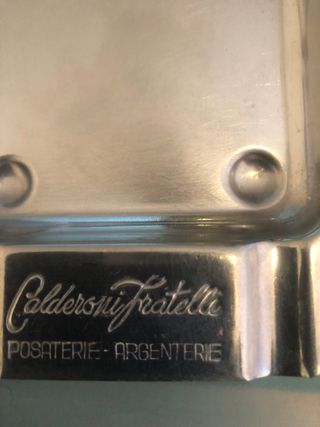 Calderoni Fratelli
POSATERIE - ARGENTERIE